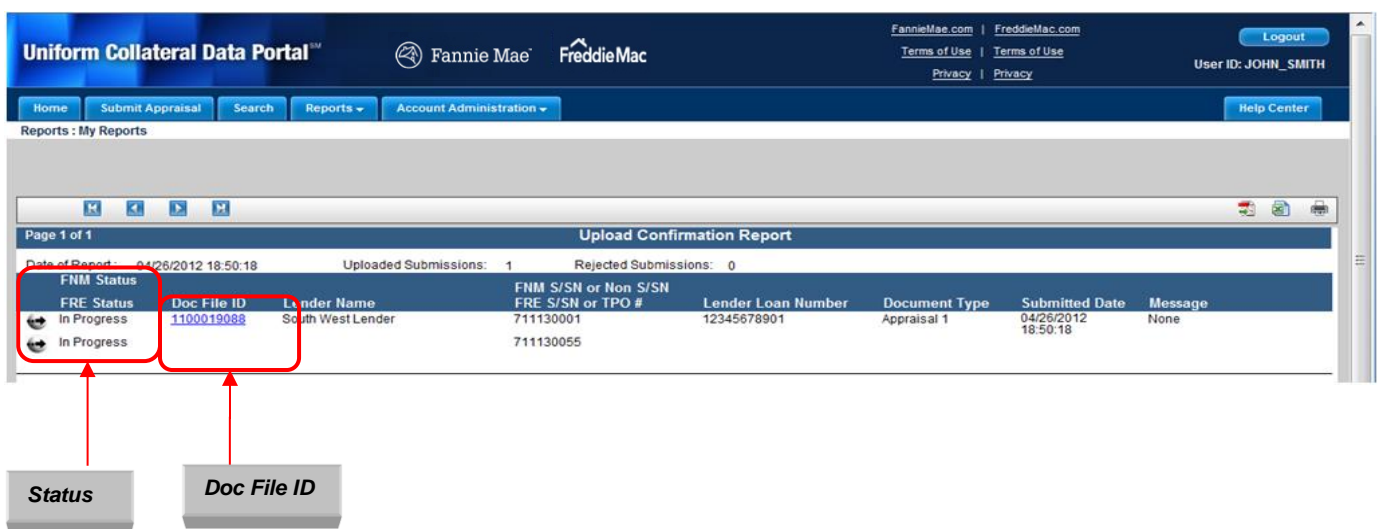 FannieMae.com | FreddieMac.com
Uniform Collateral Data Portal℠ Fannie Mae FreddieMac Terms of Use | Terms of Use Logout
Privacy | Privacy User ID: JOHN_SMITH
Home Submit Appraisal Search Reports Account Administration Help Center
Reports : My Reports
Page 1 of 1 Upload Confirmation Report
Date of Report: 04/26/2012 18:50:18 Uploaded Submissions: 1 Rejected Submissions: 0
FNM Status FNM S/SN or Non S/SN
FRE Status Doc File ID Lender Name FRE S/SN or TPO # Lender Loan Number Document Type Submitted Date Message
In Progress 1100019088 South West Lender 711130001 12345678901 Appraisal 1 04/26/2012 None
18:50:18
In Progress 711130055
Status Doc File ID